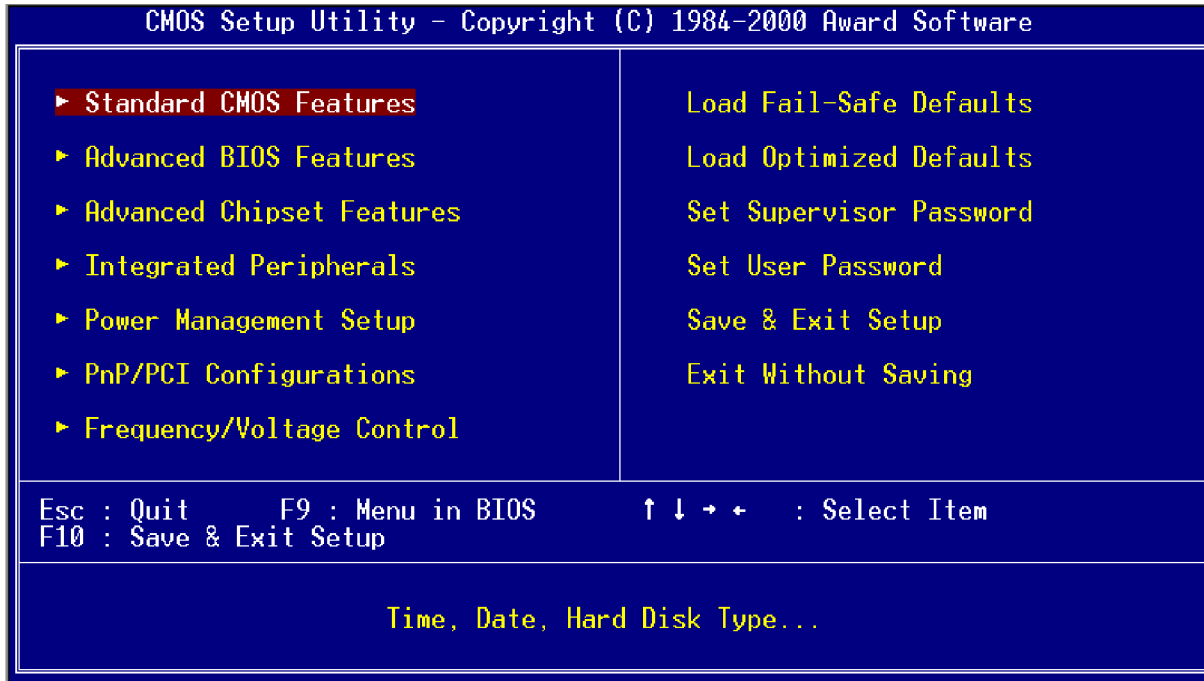 CMOS Setup Utility - Copyright (C) 1984-2000 Award Software
► Standard CMOS Features
► Advanced BIOS Features
► Advanced Chipset Features
► Integrated Peripherals
► Power Management Setup
► PnP/PCI Configurations
► Frequency/Voltage Control
Load Fail-Safe Defaults
Load Optimized Defaults
Set Supervisor Password
Set User Password
Save & Exit Setup
Exit Without Saving
Esc : Quit F9 : Menu in BIOS ↑ ↓ → ← : Select Item
F10 : Save & Exit Setup
Time, Date, Hard Disk Type...